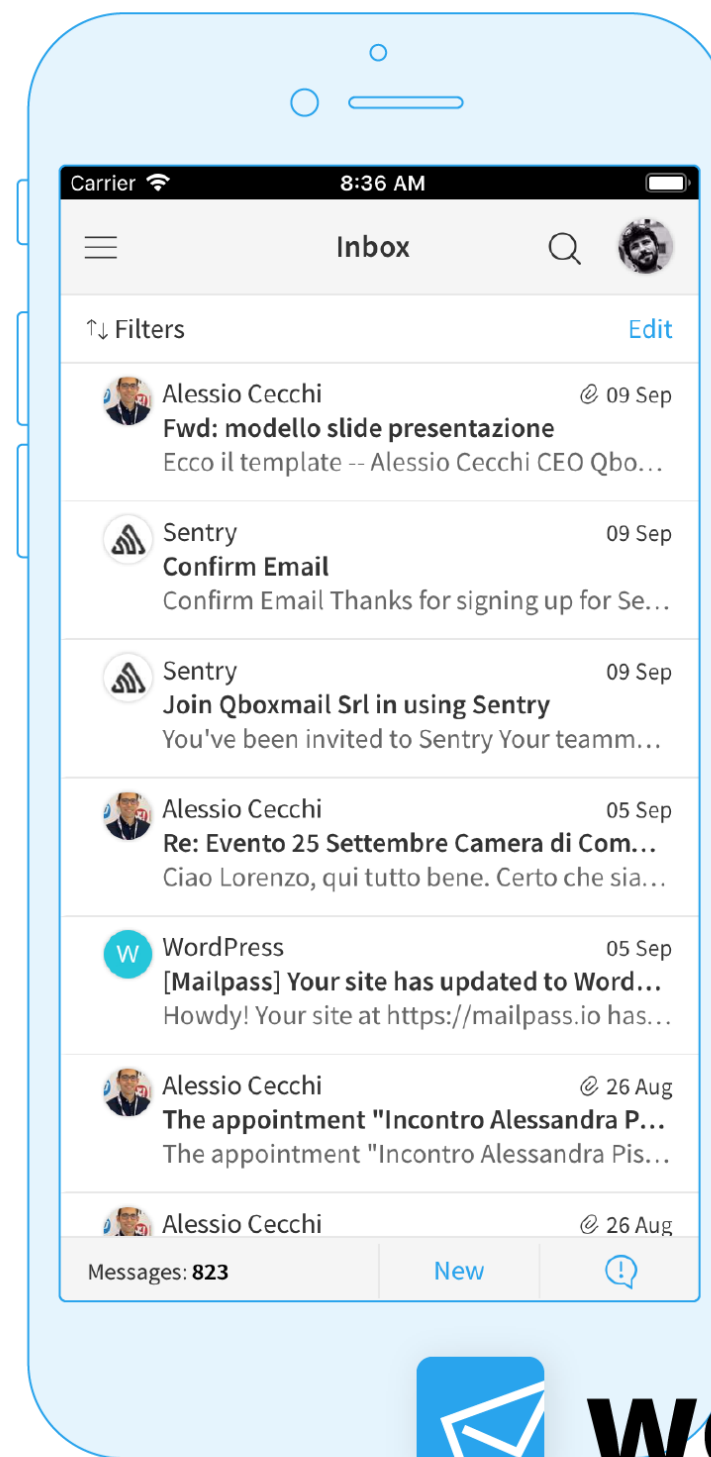 Carrier 8:36 AM
Inbox
↑↓ Filters Edit
Alessio Cecchi 09 Sep
Fwd: modello slide presentazione
Ecco il template -- Alessio Cecchi CEO Qbo...
Sentry 09 Sep
Confirm Email
Confirm Email Thanks for signing up for Se...
Sentry 09 Sep
Join Qboxmail Srl in using Sentry
You've been invited to Sentry Your teamm...
Alessio Cecchi 05 Sep
Re: Evento 25 Settembre Camera di Com...
Ciao Lorenzo, qui tutto bene. Certo che sia...
W WordPress 05 Sep
[Mailpass] Your site has updated to Word...
Howdy! Your site at https://mailpass.io has...
Alessio Cecchi 26 Aug
The appointment "Incontro Alessandra P...
The appointment "Incontro Alessandra Pis...
Alessio Cecchi 26 Aug
Messages: 823 New